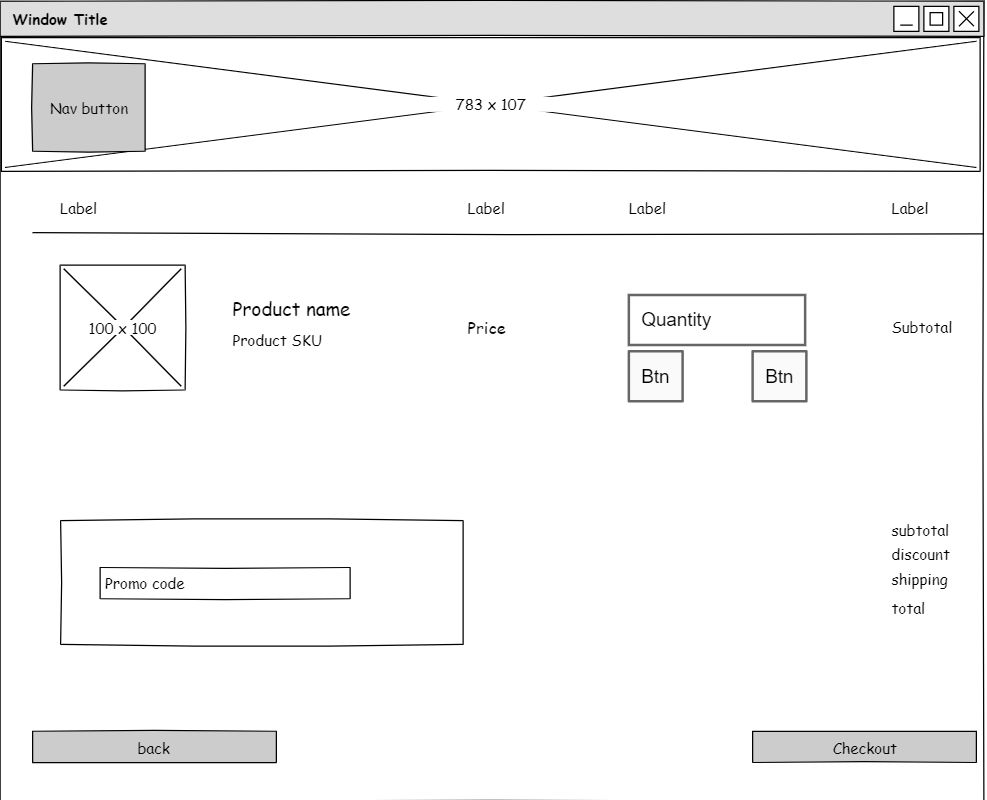 Window Title
783 x 107
Nav button
Label
Label
Label
Label
100 x 100
Product name
Product SKU
Price
Quantity
Btn
Btn
Subtotal
Promo code
subtotal
discount
shipping
total
back
Checkout